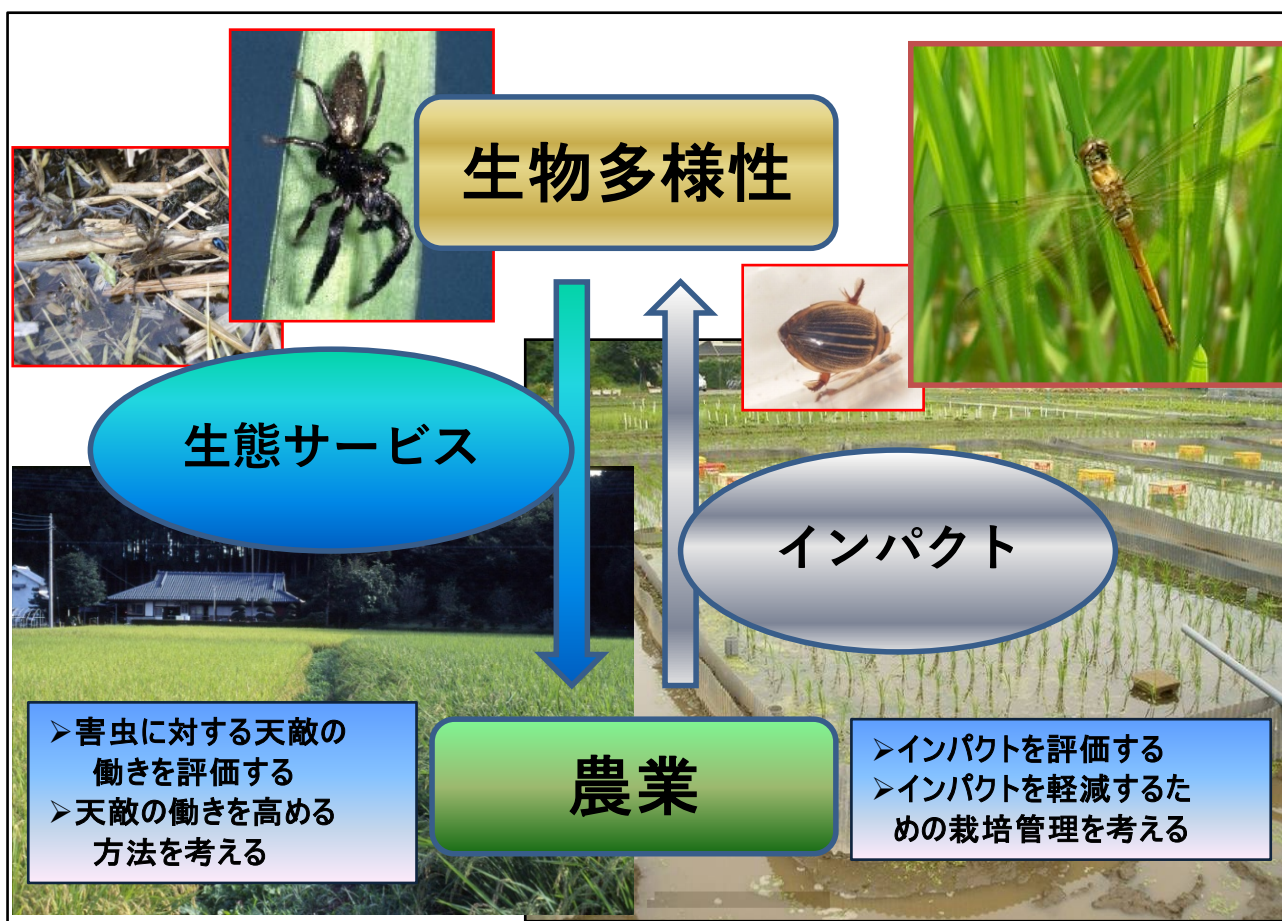 生物多様性
生態サービス
インパクト
➢害虫に対する天敵の
働きを評価する
➢天敵の働きを高める
方法を考える
農業
➢インパクトを評価する
➢インパクトを軽減するた
めの栽培管理を考える